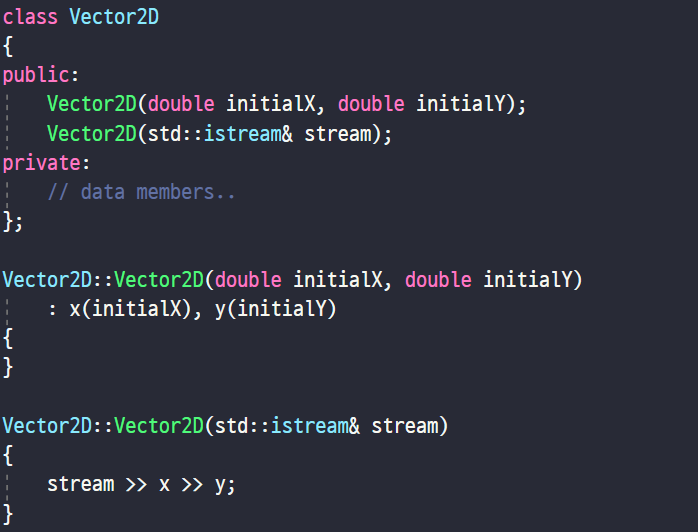 class Vector2D
{
public:
    Vector2D(double initialX, double initialY);
    Vector2D(std::istream& stream);
private:
    // data members..
};

Vector2D::Vector2D(double initialX, double initialY)
    : x(initialX), y(initialY)
{
}

Vector2D::Vector2D(std::istream& stream)
{
    stream >> x >> y;
}